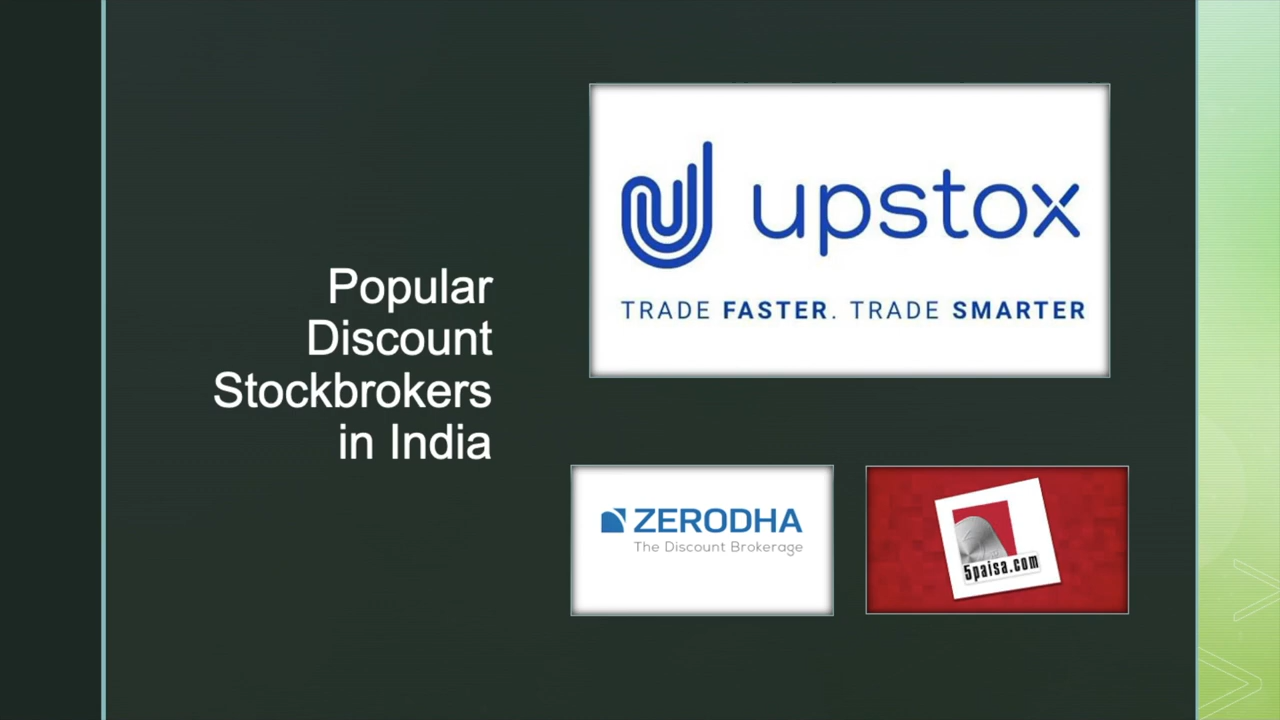 Popular
Discount
Stockbrokers
in India
upstox
TRADE FASTER. TRADE SMARTER
ZERODHA
The Discount Brokerage
5paisa.com